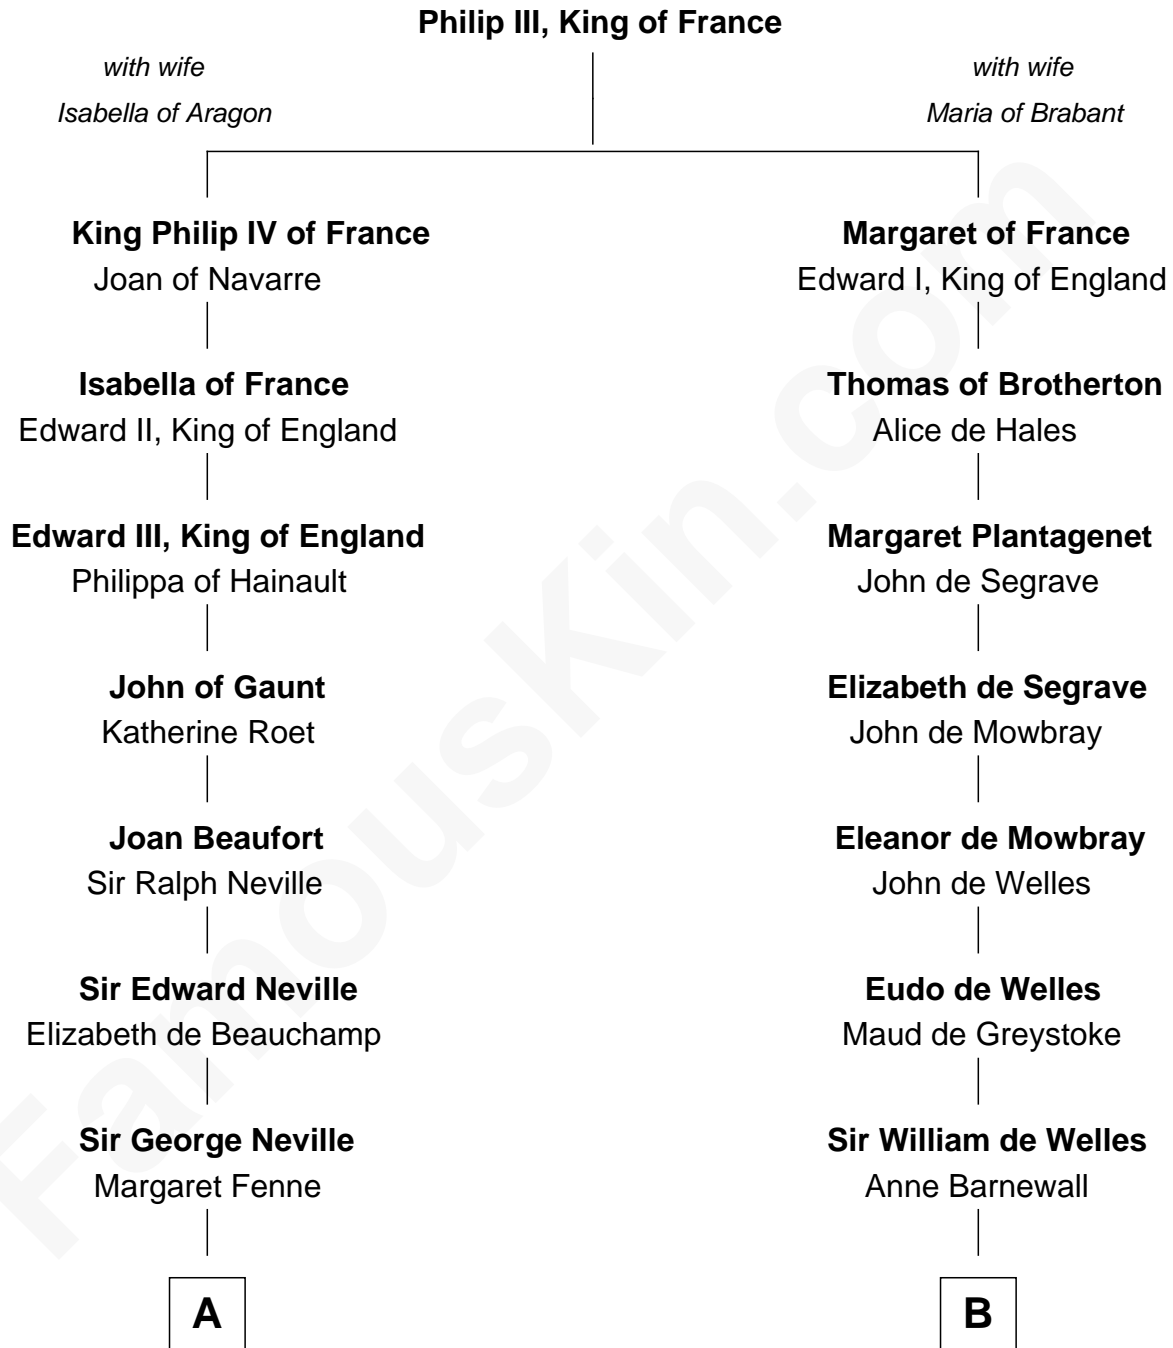 Philip III, King of France
with wife
Isabella of Aragon
with wife
Maria of Brabant
King Philip IV of France
Joan of Navarre
Margaret of France
Edward I, King of England
Isabella of France
Edward II, King of England
Thomas of Brotherton
Alice de Hales
Edward III, King of England
Philippa of Hainault
Margaret Plantagenet
John de Segrave
John of Gaunt
Katherine Roet
Elizabeth de Segrave
John de Mowbray
Joan Beaufort
Sir Ralph Neville
Eleanor de Mowbray
John de Welles
Sir Edward Neville
Elizabeth de Beauchamp
Eudo de Welles
Maud de Greystoke
Sir George Neville
Margaret Fenne
Sir William de Welles
Anne Barnewall
A
B
FamousKin.com